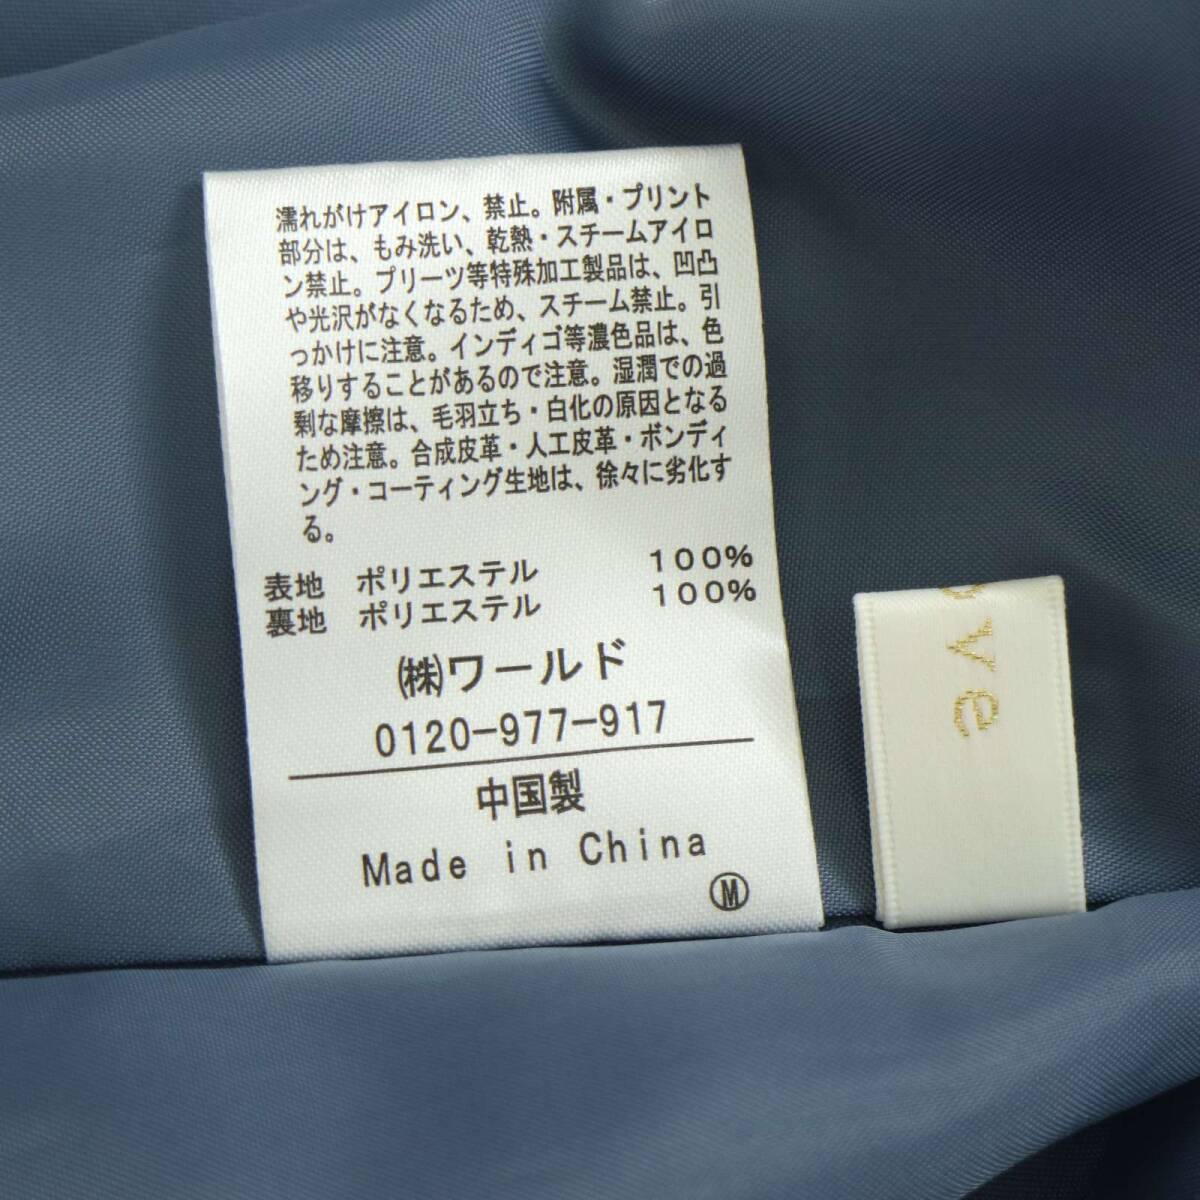 濡れがけアイロン、禁止。附属・プリント
部分は、もみ洗い、乾熱・スチームアイロ
ン禁止。プリーツ等特殊加工製品は、凹凸
や光沢がなくなるため、スチーム禁止。引
っかけに注意。インディゴ等濃色品は、色
移りすることがあるので注意。湿潤での過
剰な摩擦は、毛羽立ち・白化の原因となる
ため注意。合成皮革・人工皮革・ボンディ
ング・コーティング生地は、徐々に劣化す
る。
表地 ポリエステル 100%
裏地 ポリエステル 100%
㈱ワールド
0120-977-917
中国製
Made in China
Ⓜ
ove